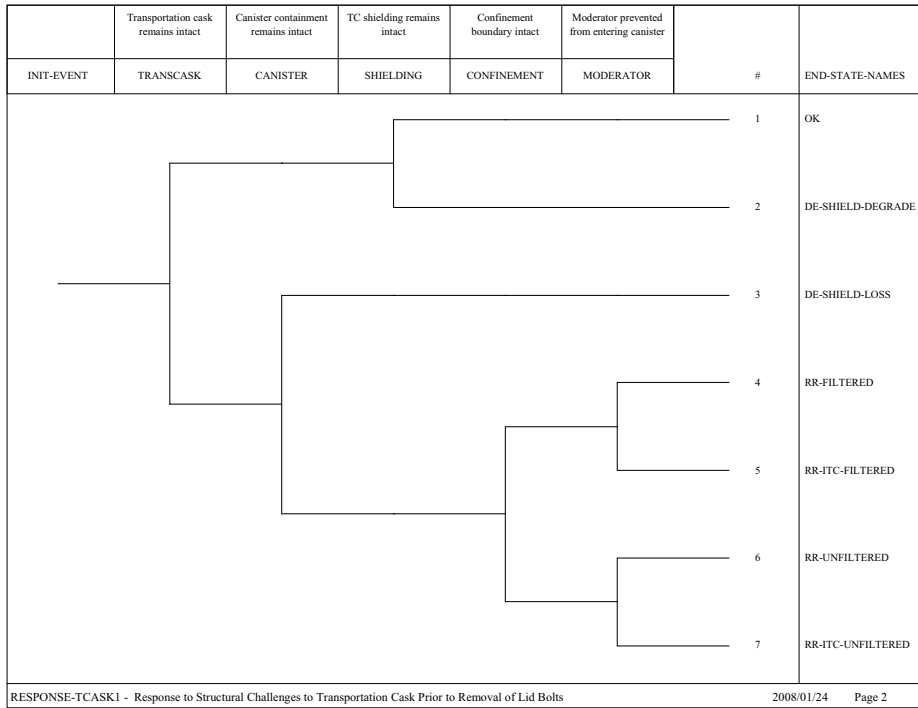 Transportation cask
remains intact
Canister containment
remains intact
TC shielding remains
intact
Confinement
boundary intact
Moderator prevented
from entering canister
INIT-EVENT
TRANSCASK
CANISTER
SHIELDING
CONFINEMENT
MODERATOR
#
END-STATE-NAMES
1 OK
2 DE-SHIELD-DEGRADE
3 DE-SHIELD-LOSS
4 RR-FILTERED
5 RR-ITC-FILTERED
6 RR-UNFILTERED
7 RR-ITC-UNFILTERED
RESPONSE-TCASK1 - Response to Structural Challenges to Transportation Cask Prior to Removal of Lid Bolts 2008/01/24 Page 2